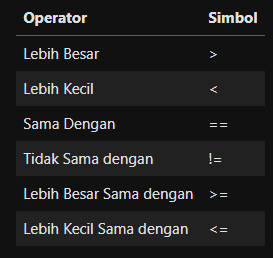 Operator Simbol
Lebih Besar >
Lebih Kecil <
Sama Dengan ==
Tidak Sama dengan !=
Lebih Besar Sama dengan >=
Lebih Kecil Sama dengan <=